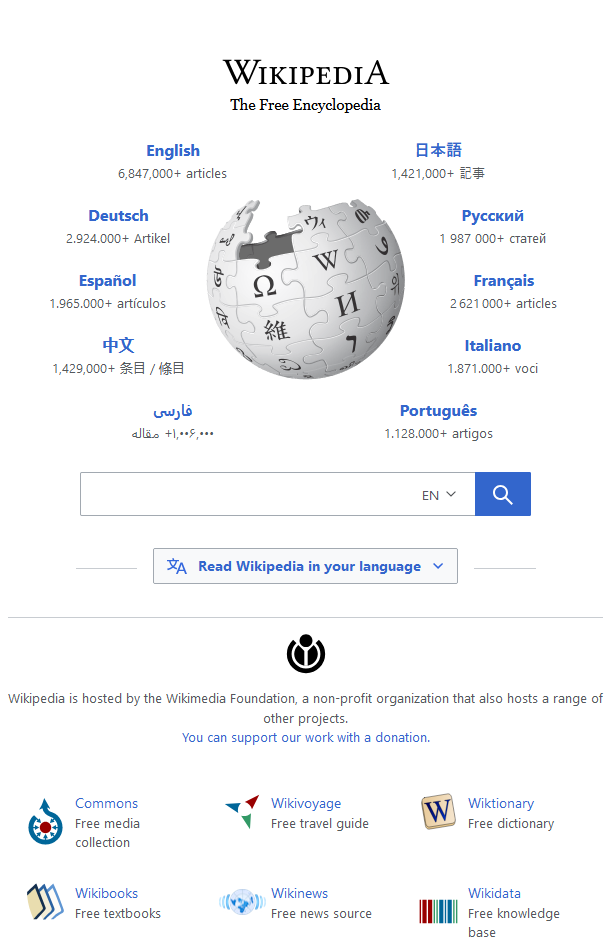 WIKIPEDIA
The Free Encyclopedia
English
6,847,000+ articles
日本語
1,421,000+ 記事
Deutsch
2.924.000+ Artikel
Русский
1 987 000+ статей
Español
1.965.000+ artículos
Français
2 621 000+ articles
中文
1,429,000+ 条目 / 條目
Italiano
1.871.000+ voci
فارسی
۱٬۰۰۶٬۰۰۰+ مقاله
Português
1.128.000+ artigos
ウィ
W
Ω
И
維
EN
Read Wikipedia in your language
Wikipedia is hosted by the Wikimedia Foundation, a non-profit organization that also hosts a range of
other projects.
You can support our work with a donation.
Commons
Free media
collection
Wikivoyage
Free travel guide
W
Wiktionary
Free dictionary
Wikibooks
Free textbooks
Wikinews
Free news source
Wikidata
Free knowledge
base